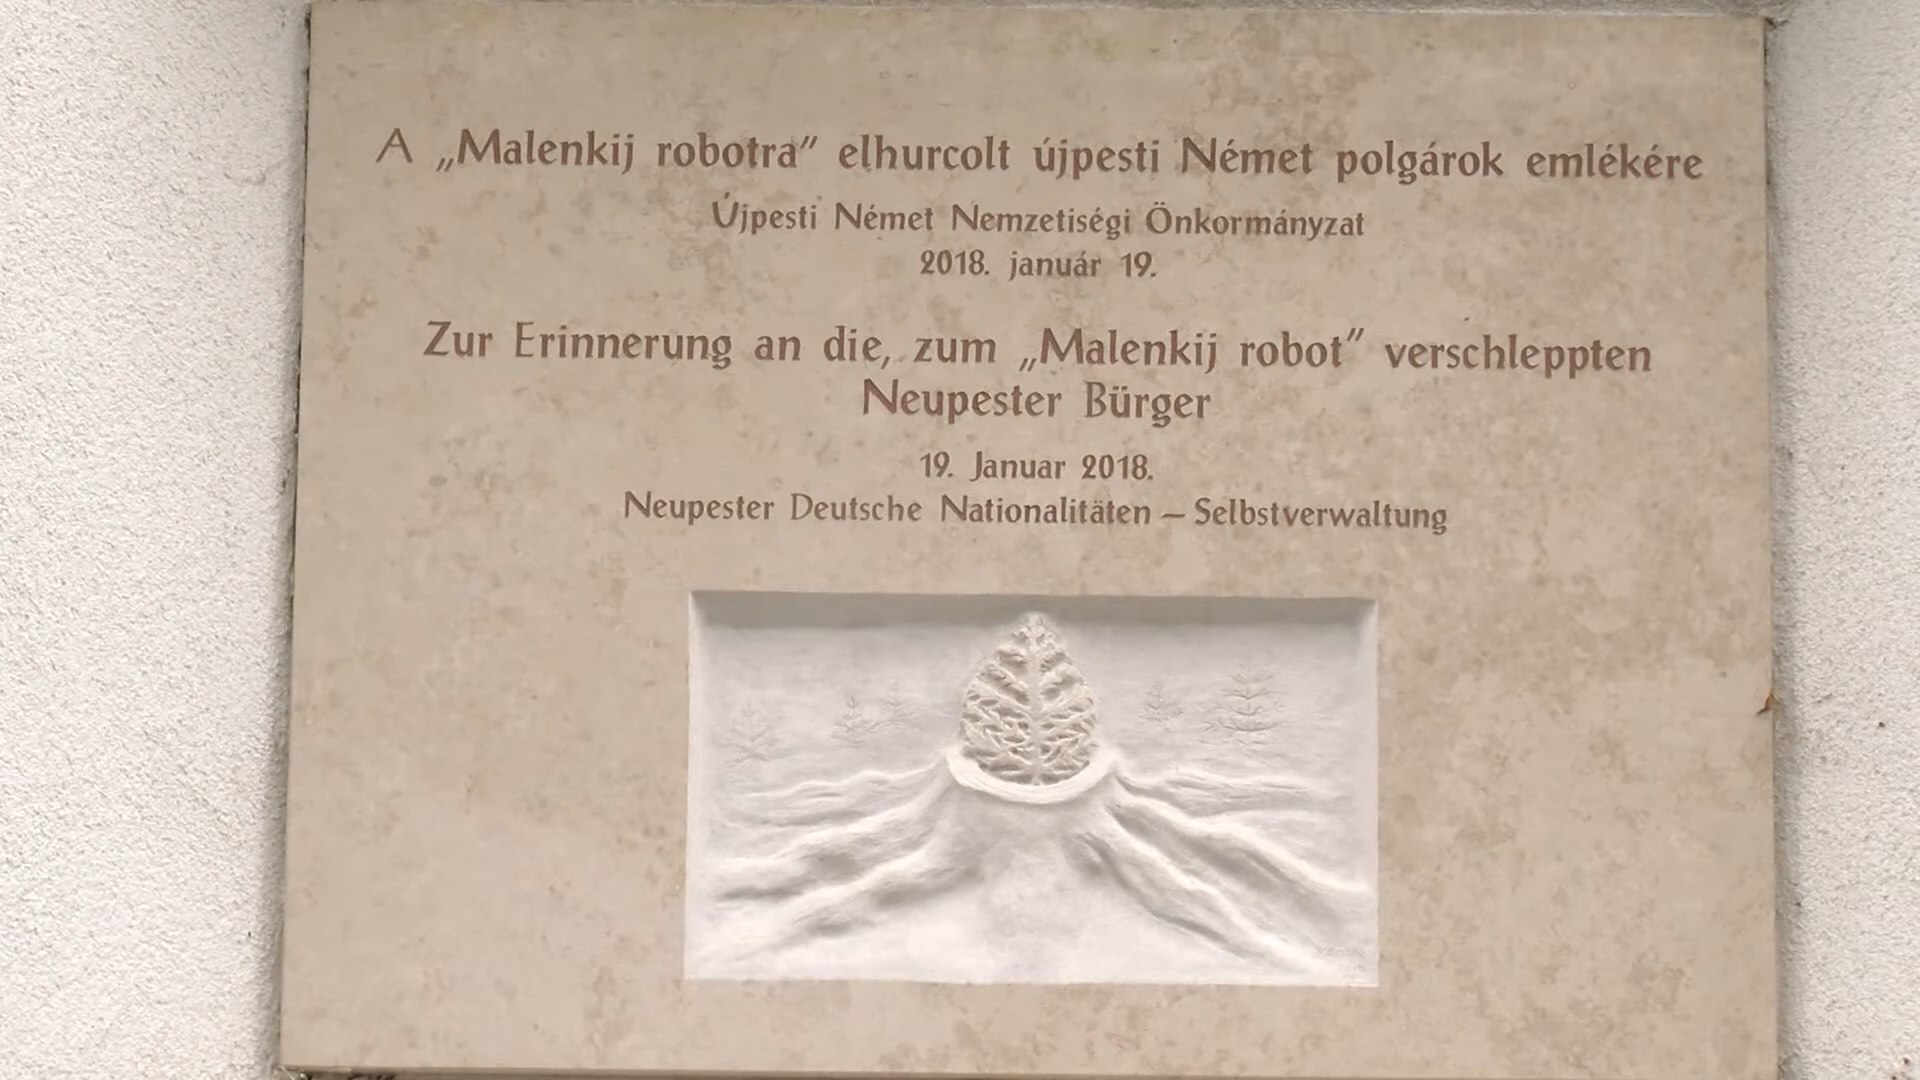 A „Malenkij robotra” elhurcolt újpesti Német polgárok emlékére
Újpesti Német Nemzetiségi Önkormányzat
2018. január 19.
Zur Erinnerung an die, zum „Malenkij robot” verschleppten
Neupester Bürger
19. Januar 2018.
Neupester Deutsche Nationalitäten – Selbstverwaltung